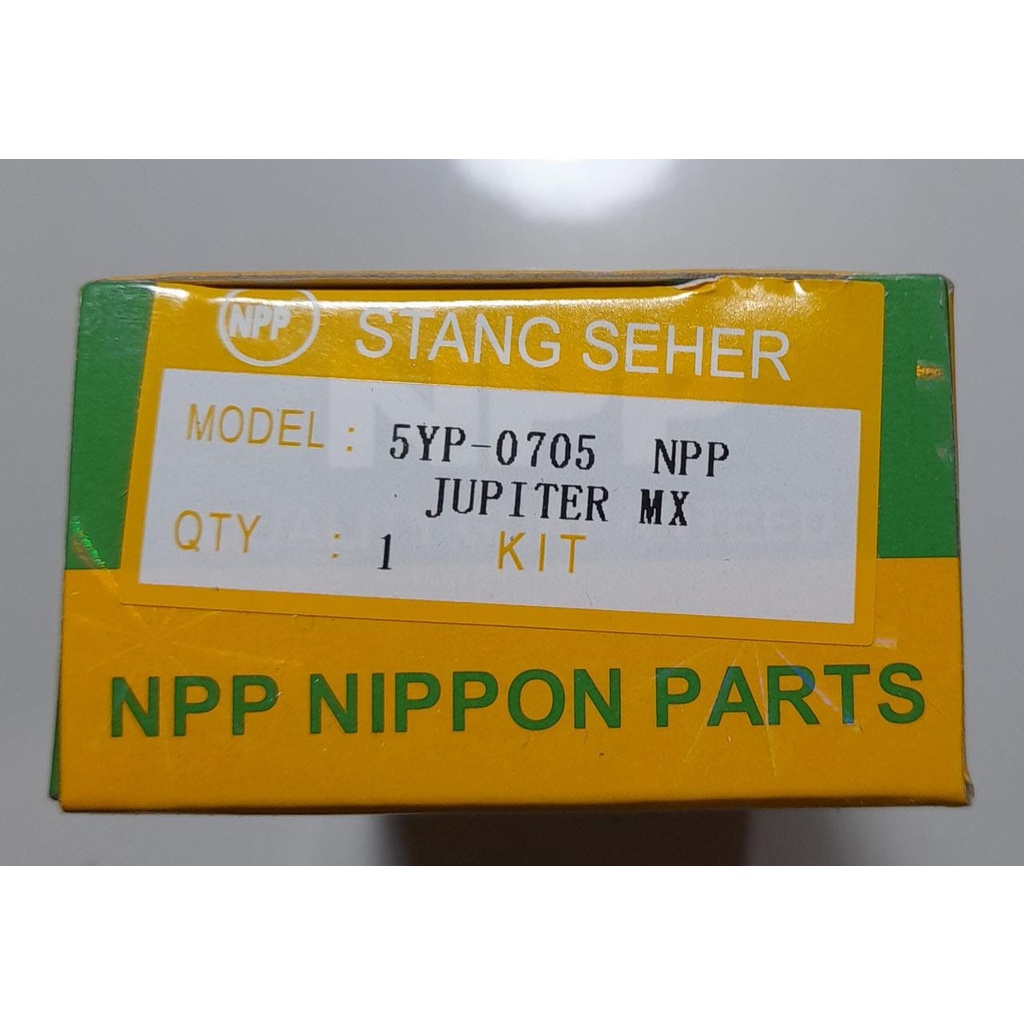 NPP STANG SEHER
MODEL : 5YP-0705 NPP
JUPITER MX
QTY : 1 KIT
NPP NIPPON PARTS